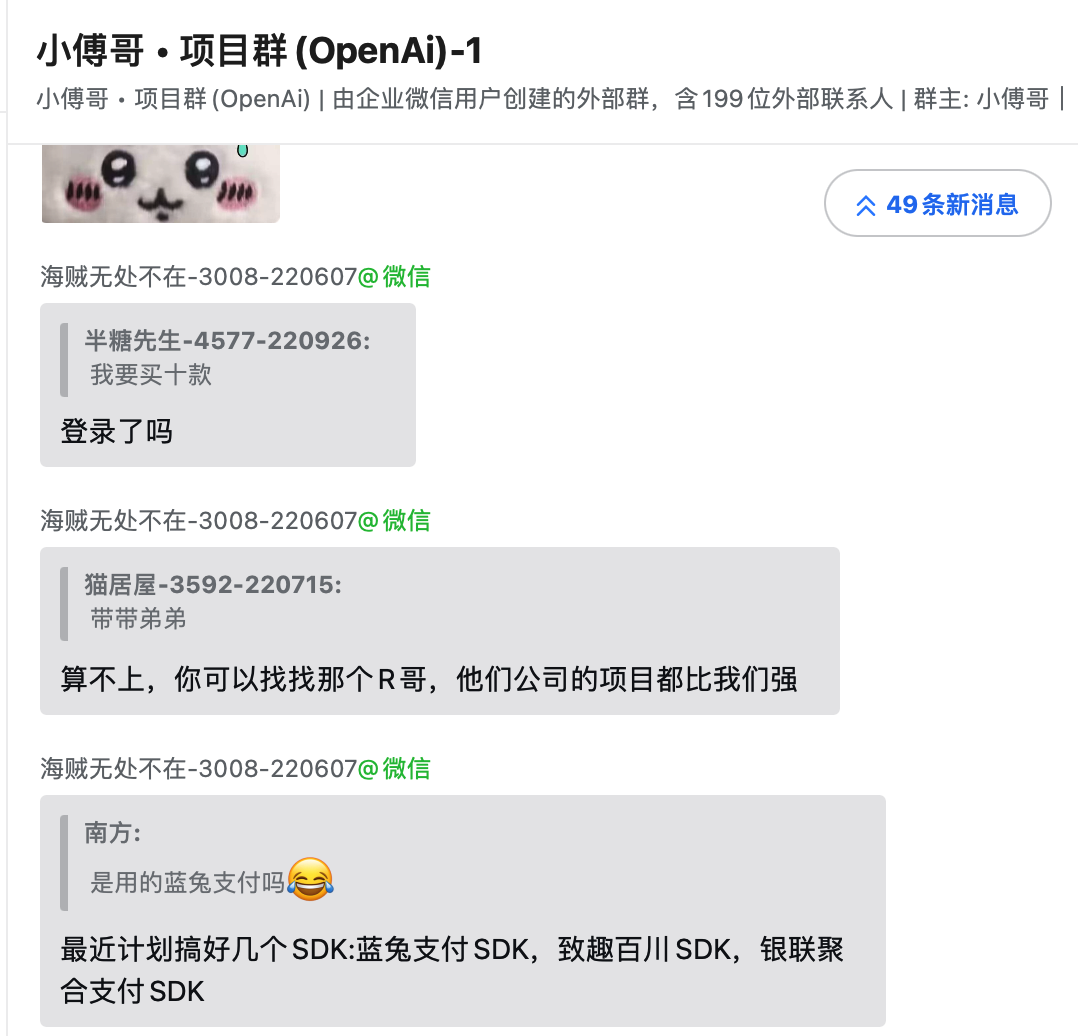 小傅哥 • 项目群(OpenAi)-1
小傅哥 • 项目群(OpenAi) | 由企业微信用户创建的外部群，含199位外部联系人 | 群主: 小傅哥 |
49条新消息
海贼无处不在-3008-220607@微信
半糖先生-4577-220926:
我要买十款
登录了吗
海贼无处不在-3008-220607@微信
猫居屋-3592-220715:
带带弟弟
算不上，你可以找找那个R哥，他们公司的项目都比我们强
海贼无处不在-3008-220607@微信
南方:
是用的蓝兔支付吗😂
最近计划搞好几个SDK:蓝兔支付SDK，致趣百川SDK，银联聚
合支付SDK